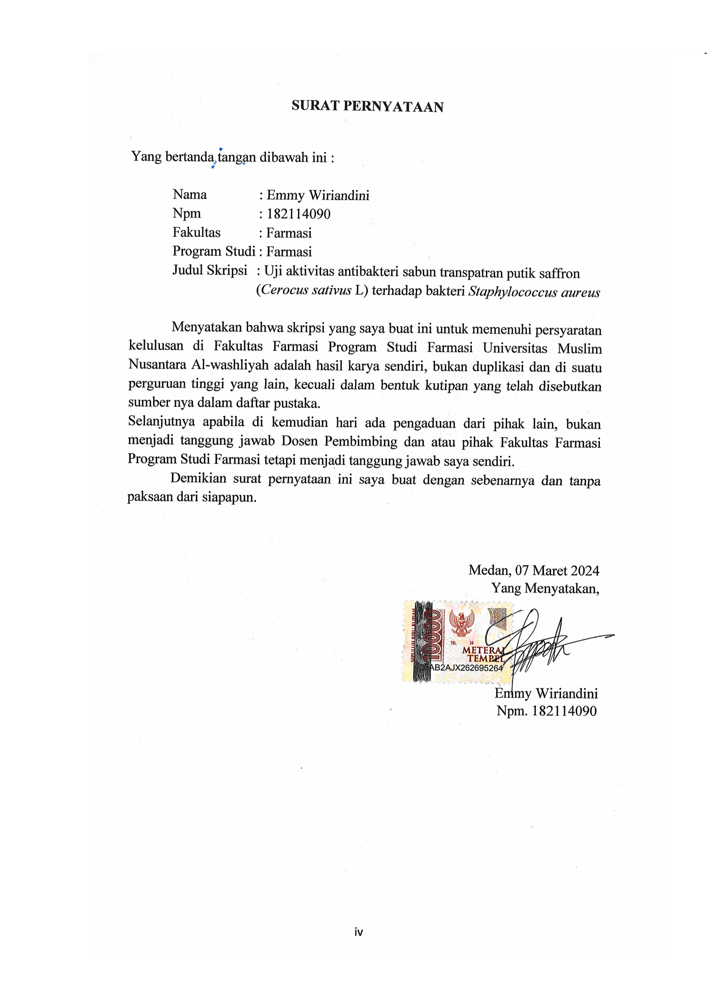 SURAT PERNYATAAN
Yang bertanda tangan dibawah ini :
Nama : Emmy Wiriandini
Npm : 182114090
Fakultas : Farmasi
Program Studi : Farmasi
Judul Skripsi : Uji aktivitas antibakteri sabun transpatran putik saffron
(Cerocus sativus L) terhadap bakteri Staphylococcus aureus
Menyatakan bahwa skripsi yang saya buat ini untuk memenuhi persyaratan
kelulusan di Fakultas Farmasi Program Studi Farmasi Universitas Muslim
Nusantara Al-washliyah adalah hasil karya sendiri, bukan duplikasi dan di suatu
perguruan tinggi yang lain, kecuali dalam bentuk kutipan yang telah disebutkan
sumber nya dalam daftar pustaka.
Selanjutnya apabila di kemudian hari ada pengaduan dari pihak lain, bukan
menjadi tanggung jawab Dosen Pembimbing dan atau pihak Fakultas Farmasi
Program Studi Farmasi tetapi menjadi tanggung jawab saya sendiri.
Demikian surat pernyataan ini saya buat dengan sebenarnya dan tanpa
paksaan dari siapapun.
Medan, 07 Maret 2024
Yang Menyatakan,
SEPULUH RIBU RUPIAH
10000
TGL. 20
METERAI
TEMPEL
Emmy Wiriandini
Npm. 182114090
iv